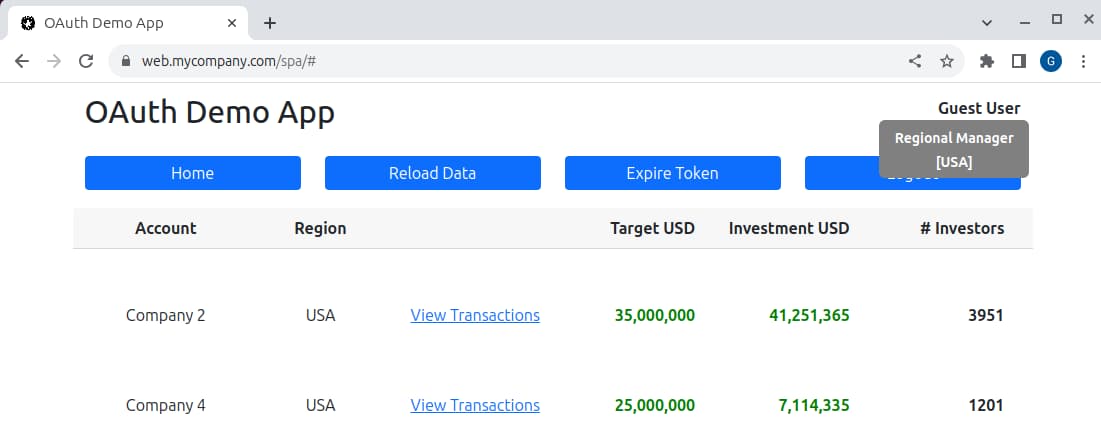 OAuth Demo App
web.mycompany.com/spa/#
G
OAuth Demo App
Guest User
Regional Manager
[USA]
Home
Reload Data
Expire Token
Account
Region
Target USD
Investment USD
# Investors
Company 2
USA
View Transactions
35,000,000
41,251,365
3951
Company 4
USA
View Transactions
25,000,000
7,114,335
1201